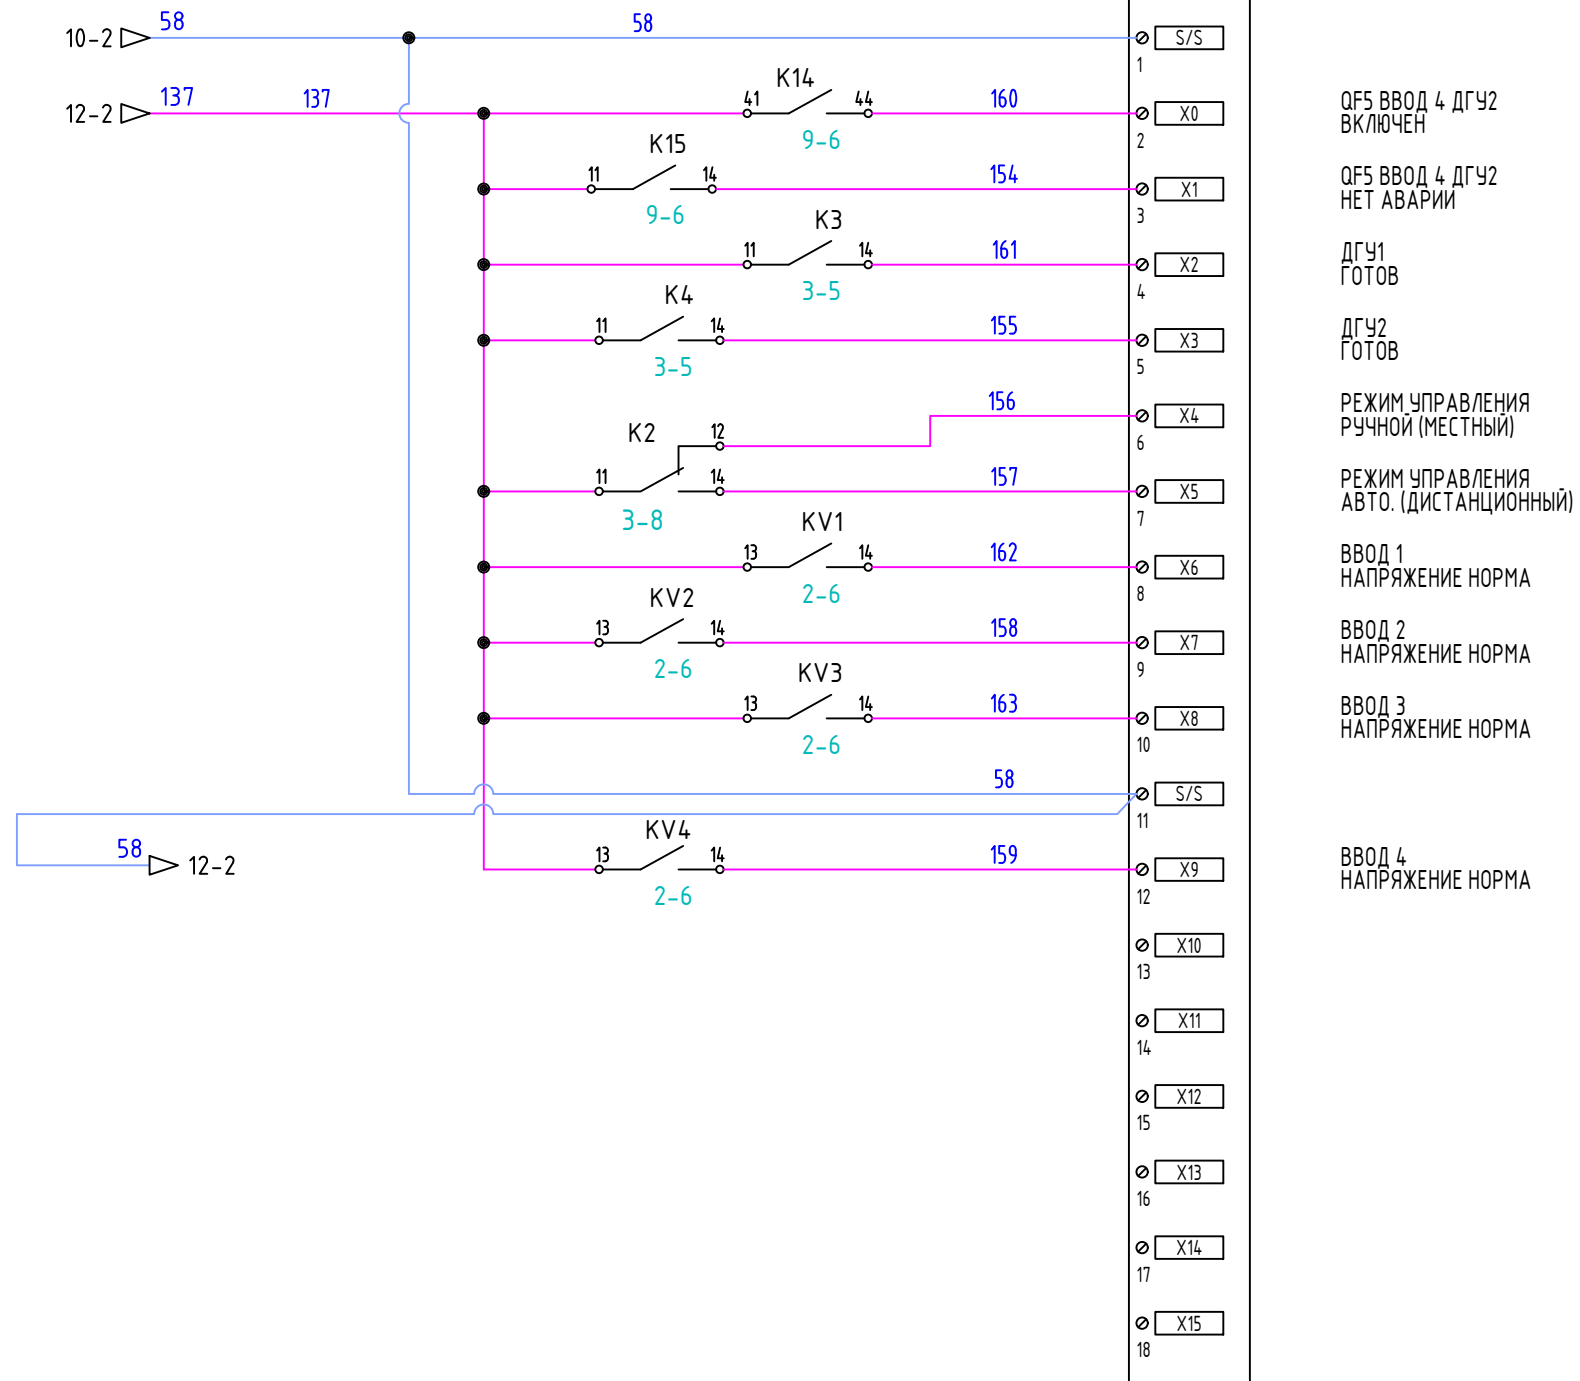 58
58
10-2
S/S
1
137
137
K14
41
44
160
12-2
X0
QF5 ВВОД 4 ДГУ2
ВКЛЮЧЕН
9-6
2
K15
11
14
154
X1
QF5 ВВОД 4 ДГУ2
НЕТ АВАРИИ
9-6
3
K3
11
14
161
X2
ДГУ1
ГОТОВ
3-5
4
K4
11
14
155
X3
ДГУ2
ГОТОВ
3-5
5
156
X4
РЕЖИМ УПРАВЛЕНИЯ
РУЧНОЙ (МЕСТНЫЙ)
K2
12
6
11
14
157
X5
РЕЖИМ УПРАВЛЕНИЯ
АВТО. (ДИСТАНЦИОННЫЙ)
3-8
7
KV1
13
14
162
X6
ВВОД 1
НАПРЯЖЕНИЕ НОРМА
2-6
8
KV2
13
14
158
X7
ВВОД 2
НАПРЯЖЕНИЕ НОРМА
2-6
9
KV3
13
14
163
X8
ВВОД 3
НАПРЯЖЕНИЕ НОРМА
2-6
10
58
S/S
11
58
12-2
KV4
13
14
159
X9
ВВОД 4
НАПРЯЖЕНИЕ НОРМА
2-6
12
X10
13
X11
14
X12
15
X13
16
X14
17
X15
18